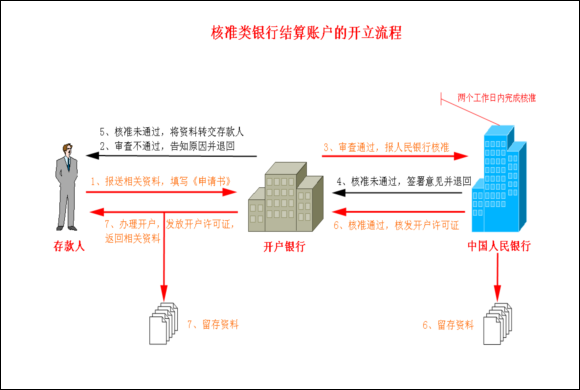 核准类银行结算账户的开立流程
两个工作日内完成核准
5、核准未通过，将资料转交存款人
2、审查不通过，告知原因并退回
3、审查通过，报人民银行核准
1、报送相关资料，填写《申请书》
4、核准未通过，签署意见并退回
7、办理开户，发放开户许可证，
返回相关资料
6、核准通过，核发开户许可证
存款人
开户银行
中国人民银行
7、留存资料
6、留存资料